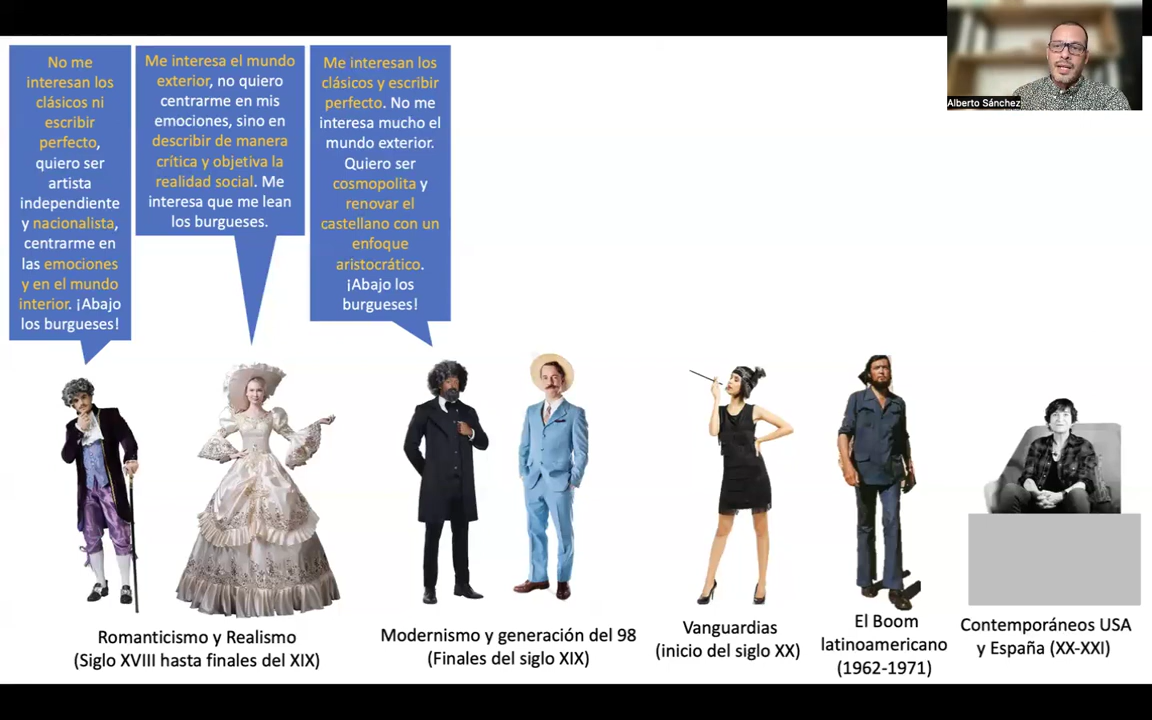 No me
interesan los
clásicos ni
escribir
perfecto,
quiero ser
artista
independiente
y nacionalista,
centrarme en
las emociones
y en el mundo
interior. ¡Abajo
los burgueses!
Me interesa el mundo
exterior, no quiero
centrarme en mis
emociones, sino en
describir de manera
crítica y objetiva la
realidad social. Me
interesa que me lean
los burgueses.
Me interesan los
clásicos y escribir
perfecto. No me
interesa mucho el
mundo exterior.
Quiero ser
cosmopolita y
renovar el
castellano con un
enfoque
aristocrático.
¡Abajo los
burgueses!
Alberto Sánchez
Romanticismo y Realismo
(Siglo XVIII hasta finales del XIX)
Modernismo y generación del 98
(Finales del siglo XIX)
Vanguardias
(inicio del siglo XX)
El Boom
latinoamericano
(1962-1971)
Contemporáneos USA
y España (XX-XXI)